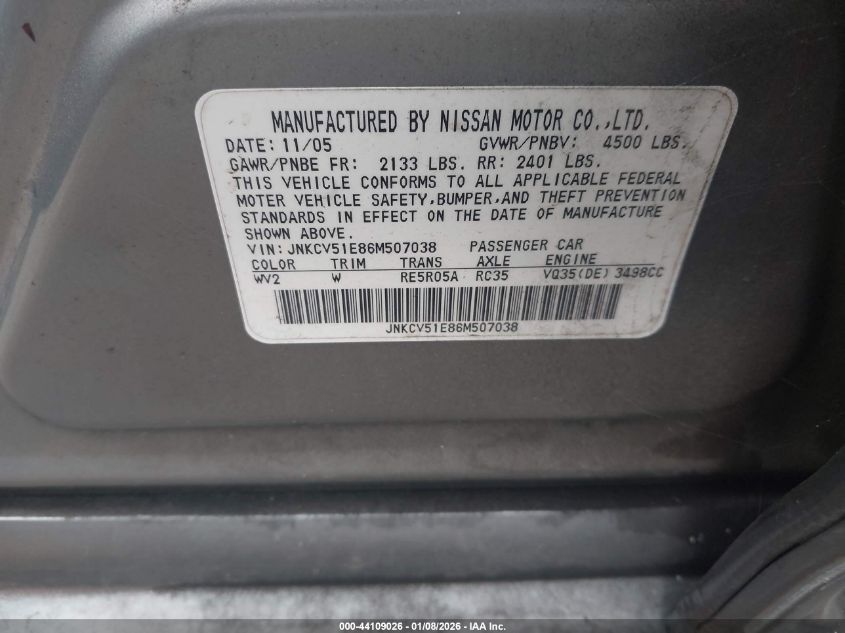 MANUFACTURED BY NISSAN MOTOR CO.,LTD.
DATE: 11/05 GVWR/PNBV: 4500 LBS.
GAWR/PNBE FR: 2133 LBS. RR: 2401 LBS.
THIS VEHICLE CONFORMS TO ALL APPLICABLE FEDERAL
MOTOR VEHICLE SAFETY,BUMPER,AND THEFT PREVENTION
STANDARDS IN EFFECT ON THE DATE OF MANUFACTURE
SHOWN ABOVE.
VIN: JNKCV51E86M507038 PASSENGER CAR
COLOR TRIM TRANS AXLE ENGINE
WV2 W RE5R05A RC35 VQ35(DE) 3498CC
JNKCV51E86M507038
000-44109026 - 01/08/2026 - IAA Inc.